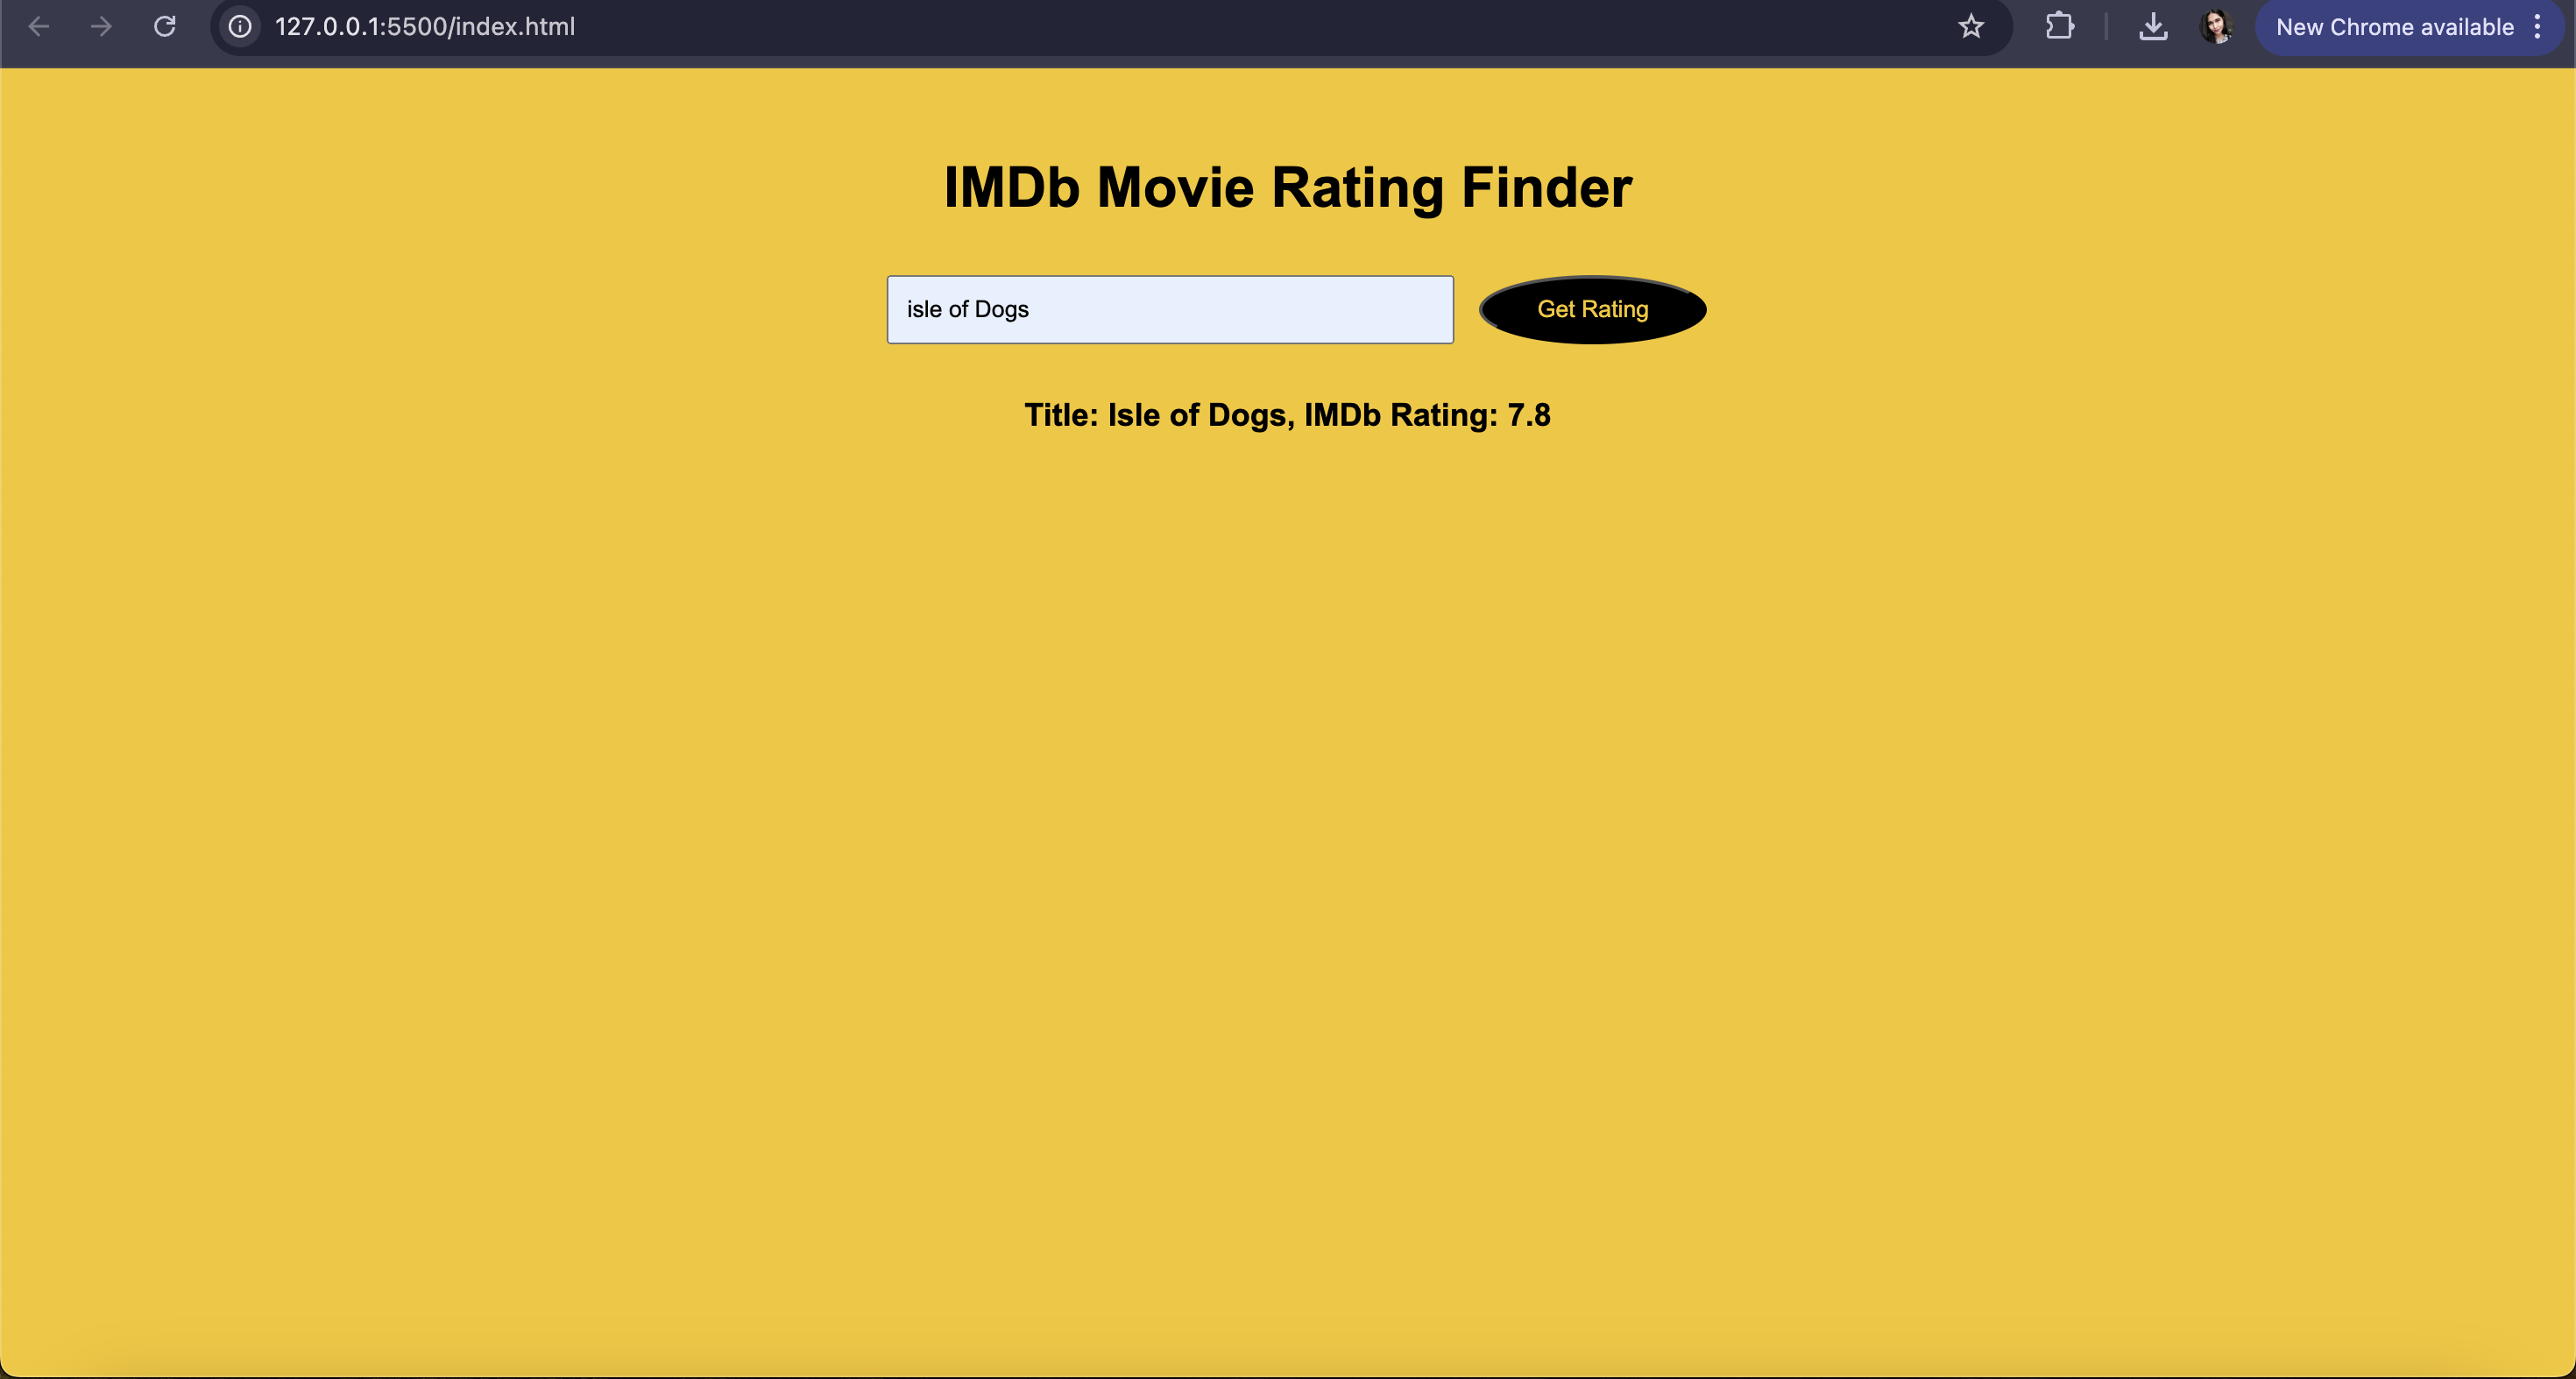 127.0.0.1:5500/index.html
New Chrome available
IMDb Movie Rating Finder
isle of Dogs
Get Rating
Title: Isle of Dogs, IMDb Rating: 7.8